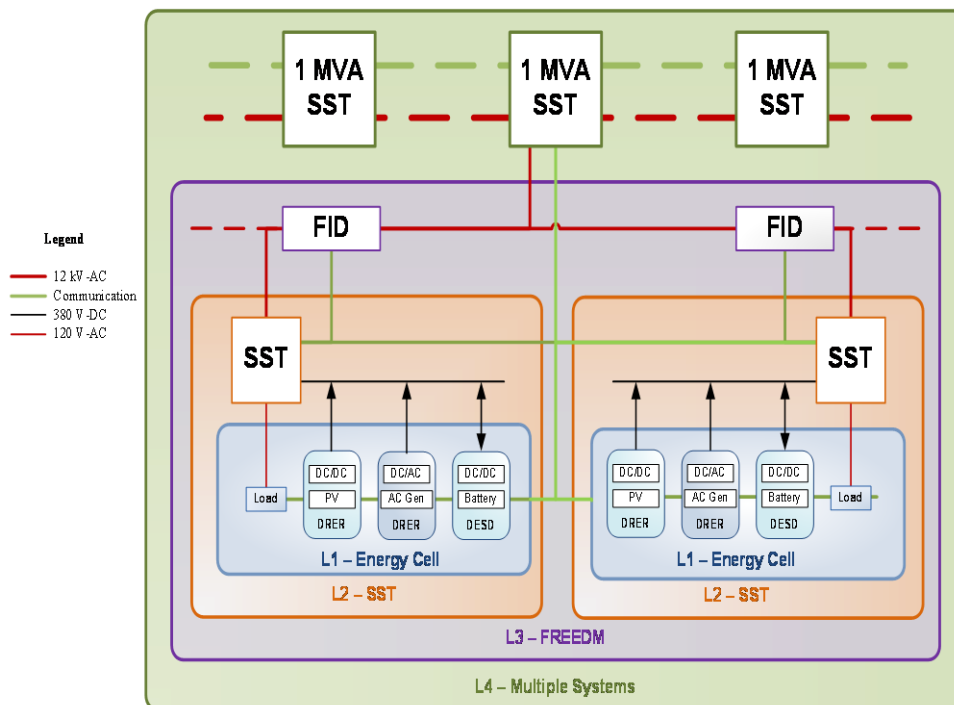 1 MVA
SST
1 MVA
SST
1 MVA
SST
FID
FID
Legend
12 kV-AC
Communication
380 V-DC
120 V-AC
SST
SST
DC/DC
DC/AC
DC/DC
Load
PV
AC Gen
Battery
DRER
DRER
DESD
L1 – Energy Cell
L2 – SST
DC/DC
DC/AC
DC/DC
PV
AC Gen
Battery
Load
DRER
DRER
DESD
L1 – Energy Cell
L2 – SST
L3 – FREEDM
L4 – Multiple Systems